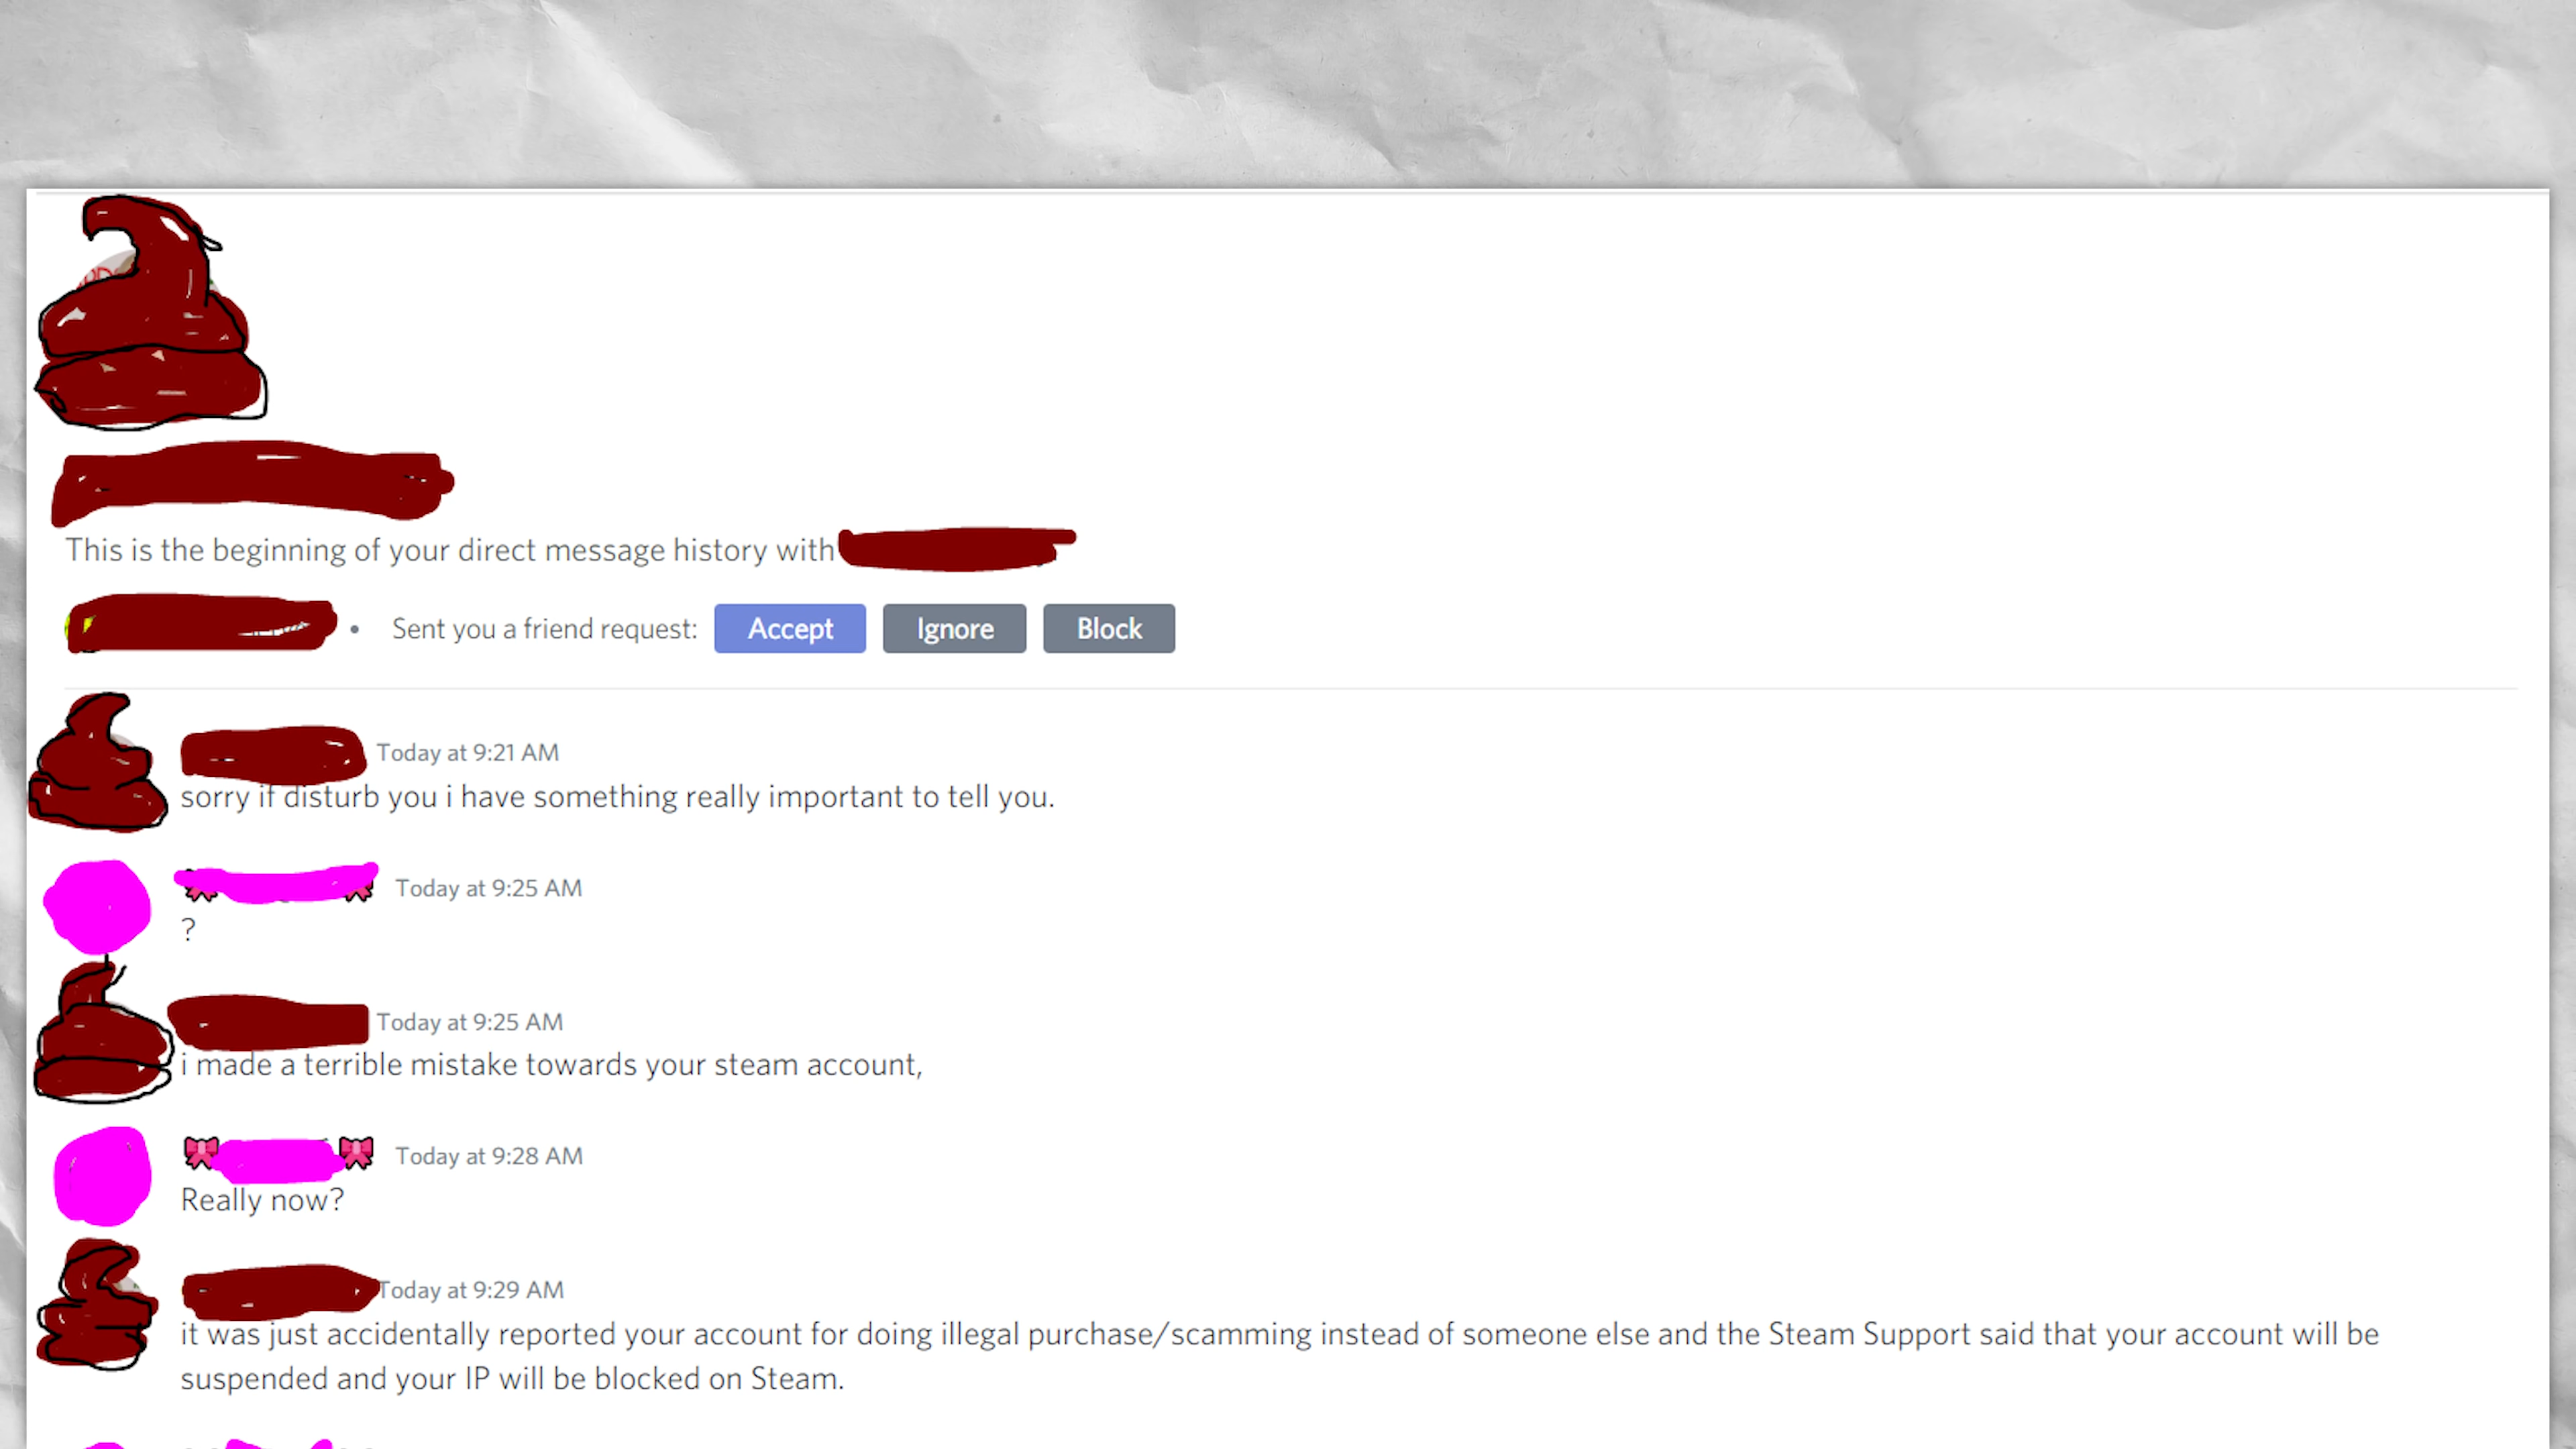 This is the beginning of your direct message history with
• Sent you a friend request: Accept Ignore Block
Today at 9:21 AM
sorry if disturb you i have something really important to tell you.
Today at 9:25 AM
?
Today at 9:25 AM
i made a terrible mistake towards your steam account,
🎀 🎀 Today at 9:28 AM
Really now?
Today at 9:29 AM
it was just accidentally reported your account for doing illegal purchase/scamming instead of someone else and the Steam Support said that your account will be
suspended and your IP will be blocked on Steam.